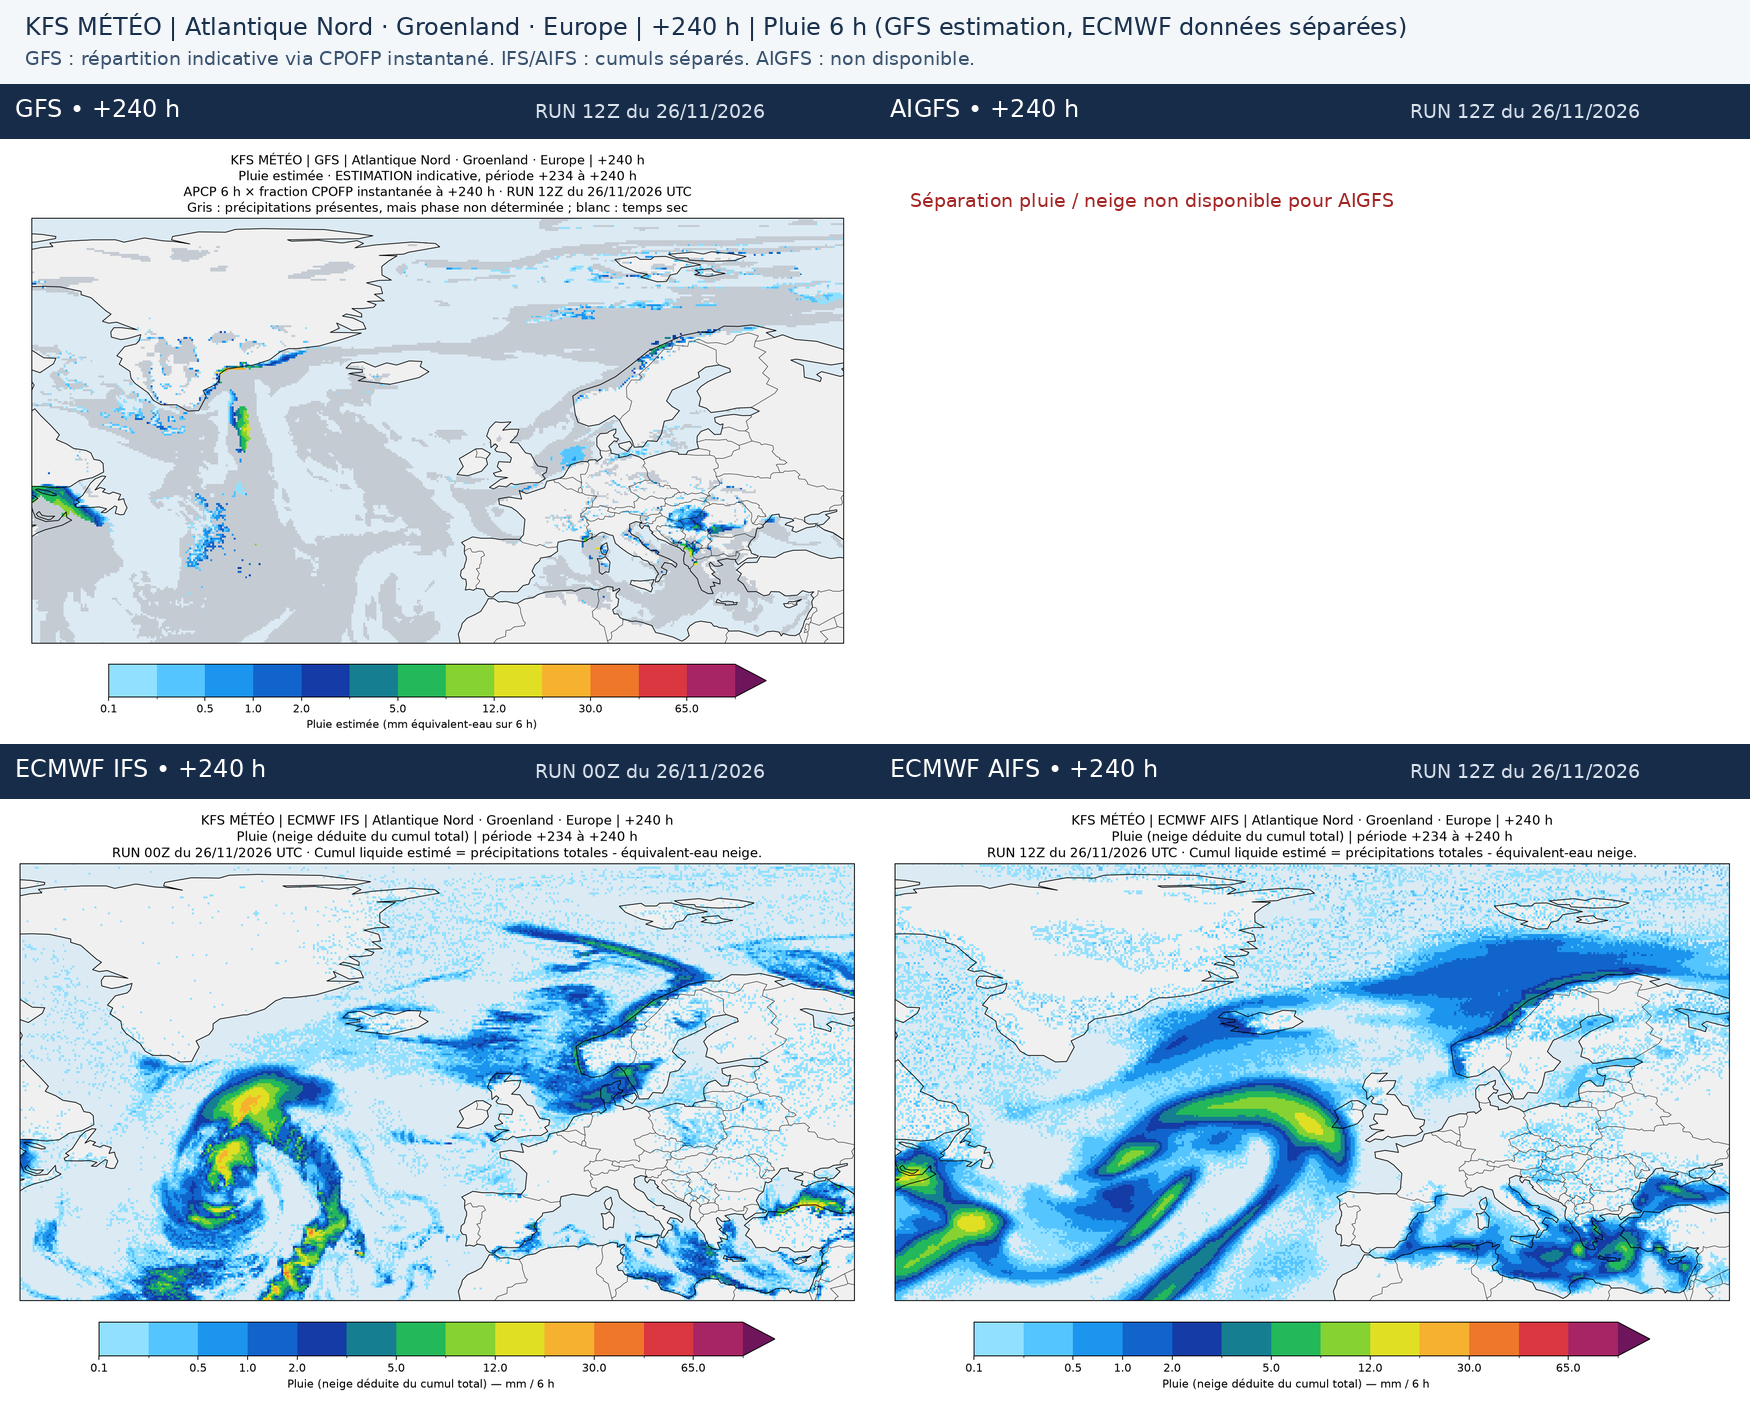 KFS MÉTÉO | Atlantique Nord · Groenland · Europe | +240 h | Pluie 6 h (GFS estimation, ECMWF données séparées)
GFS : répartition indicative via CPOFP instantané. IFS/AIFS : cumuls séparés. AIGFS : non disponible.
GFS • +240 h
RUN 12Z du 26/11/2026
AIGFS • +240 h
RUN 12Z du 26/11/2026
KFS MÉTÉO | GFS | Atlantique Nord · Groenland · Europe | +240 h
Pluie estimée · ESTIMATION indicative, période +234 à +240 h
APCP 6 h × fraction CPOFP instantanée à +240 h · RUN 12Z du 26/11/2026 UTC
Gris : précipitations présentes, mais phase non déterminée ; blanc : temps sec
Séparation pluie / neige non disponible pour AIGFS
0.1 0.5 1.0 2.0 5.0 12.0 30.0 65.0
Pluie estimée (mm équivalent-eau sur 6 h)
ECMWF IFS • +240 h
RUN 00Z du 26/11/2026
ECMWF AIFS • +240 h
RUN 12Z du 26/11/2026
KFS MÉTÉO | ECMWF IFS | Atlantique Nord · Groenland · Europe | +240 h
Pluie (neige déduite du cumul total) | période +234 à +240 h
RUN 00Z du 26/11/2026 UTC · Cumul liquide estimé = précipitations totales - équivalent-eau neige.
0.1 0.5 1.0 2.0 5.0 12.0 30.0 65.0
Pluie (neige déduite du cumul total) — mm / 6 h
KFS MÉTÉO | ECMWF AIFS | Atlantique Nord · Groenland · Europe | +240 h
Pluie (neige déduite du cumul total) | période +234 à +240 h
RUN 12Z du 26/11/2026 UTC · Cumul liquide estimé = précipitations totales - équivalent-eau neige.
0.1 0.5 1.0 2.0 5.0 12.0 30.0 65.0
Pluie (neige déduite du cumul total) — mm / 6 h